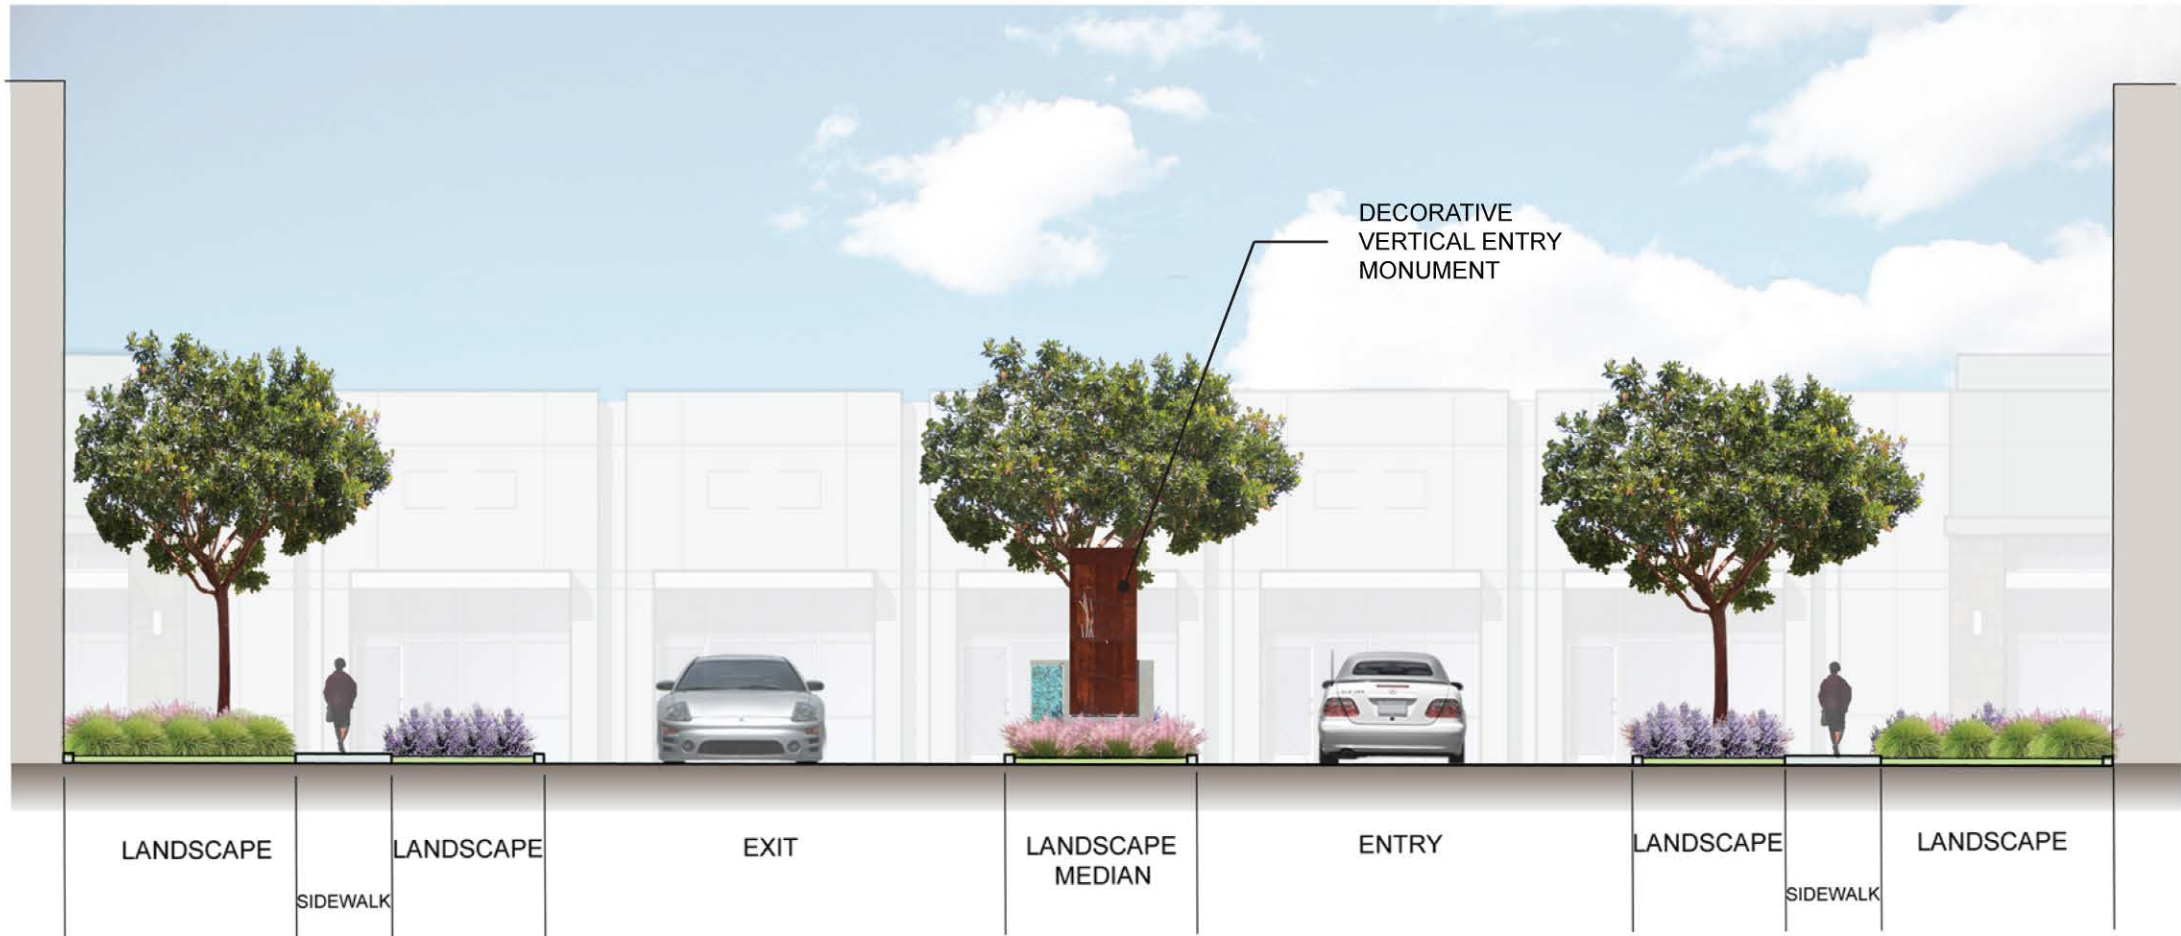 DECORATIVE
VERTICAL ENTRY
MONUMENT
LANDSCAPE
SIDEWALK
LANDSCAPE
EXIT
LANDSCAPE
MEDIAN
ENTRY
LANDSCAPE
SIDEWALK
LANDSCAPE